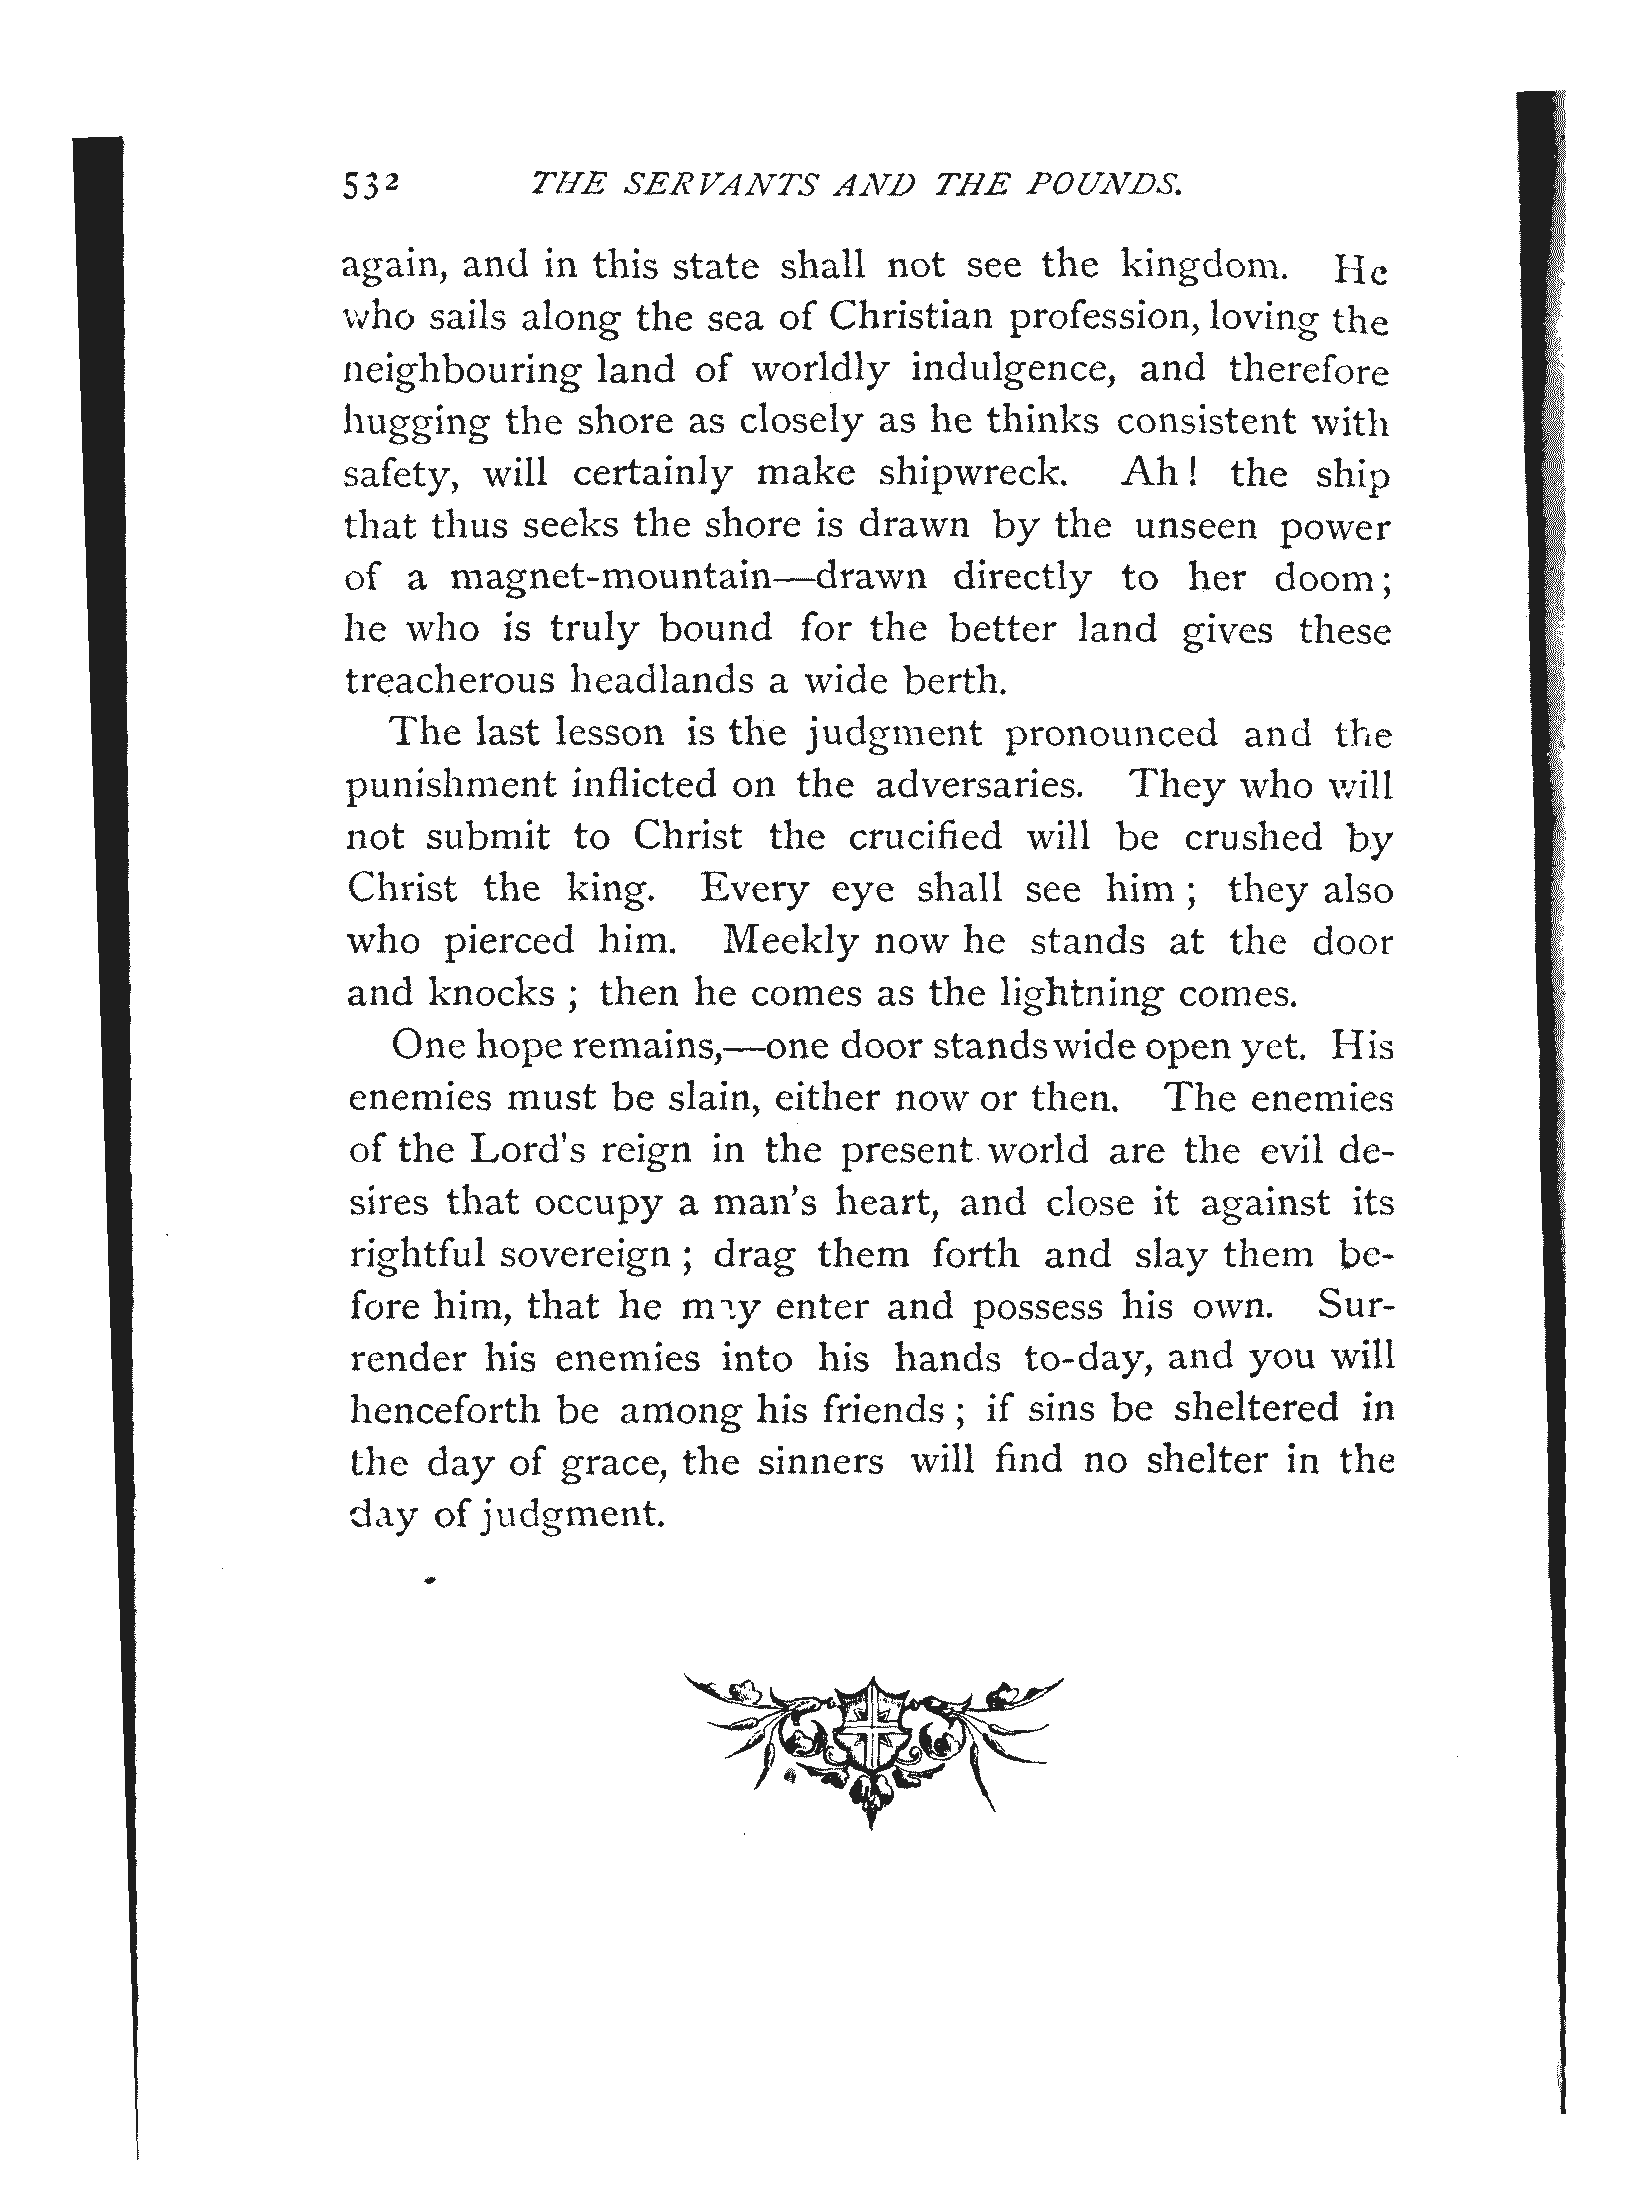 532 THE SERVANTS AND THE POUNDS.
again, and in this state shall not see the kingdom. He
who sails along the sea of Christian profession, loving the
neighbouring land of worldly indulgence, and therefore
hugging the shore as closely as he thinks consistent with
safety, will certainly make shipwreck. Ah! the ship
that thus seeks the shore is drawn by the unseen power
of a magnet-mountain—drawn directly to her doom;
he who is truly bound for the better land gives these
treacherous headlands a wide berth.
The last lesson is the judgment pronounced and the
punishment inflicted on the adversaries. They who will
not submit to Christ the crucified will be crushed by
Christ the king. Every eye shall see him; they also
who pierced him. Meekly now he stands at the door
and knocks; then he comes as the lightning comes.
One hope remains,—one door stands wide open yet. His
enemies must be slain, either now or then. The enemies
of the Lord's reign in the present world are the evil de-
sires that occupy a man's heart, and close it against its
rightful sovereign; drag them forth and slay them be-
fore him, that he may enter and possess his own. Sur-
render his enemies into his hands to-day, and you will
henceforth be among his friends; if sins be sheltered in
the day of grace, the sinners will find no shelter in the
day of judgment.